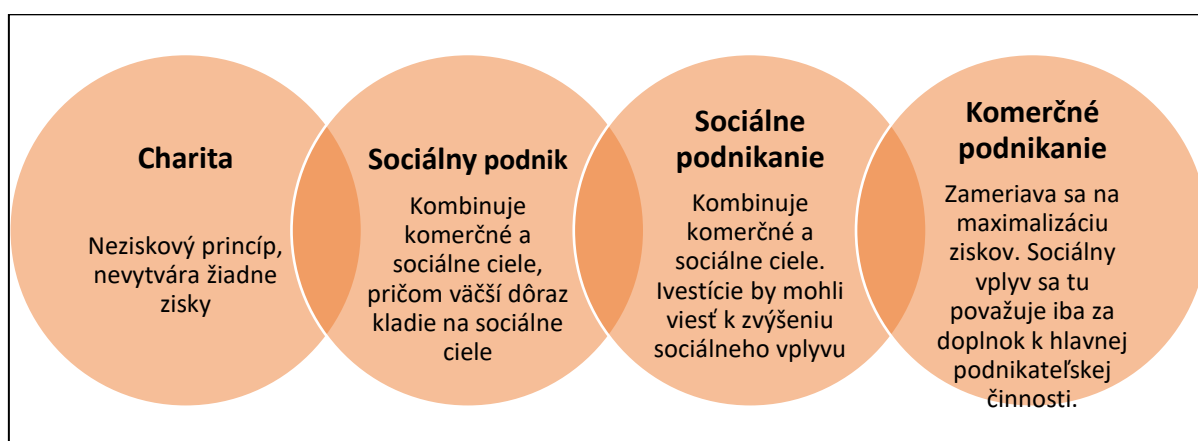 Charita
Neziskový princíp,
nevytvára žiadne
zisky
Sociálny podnik
Kombinuje
komerčné a
sociálne ciele,
pričom väčší dôraz
kladie na sociálne
ciele
Sociálne
podnikanie
Kombinuje
komerčné a
sociálne ciele.
Ivestície by mohli
viesť k zvýšeniu
sociálneho vplyvu
Komerčné
podnikanie
Zameriava sa na
maximalizáciu
ziskov. Sociálny
vplyv sa tu
považuje iba za
doplnok k hlavnej
podnikateľskej
činnosti.